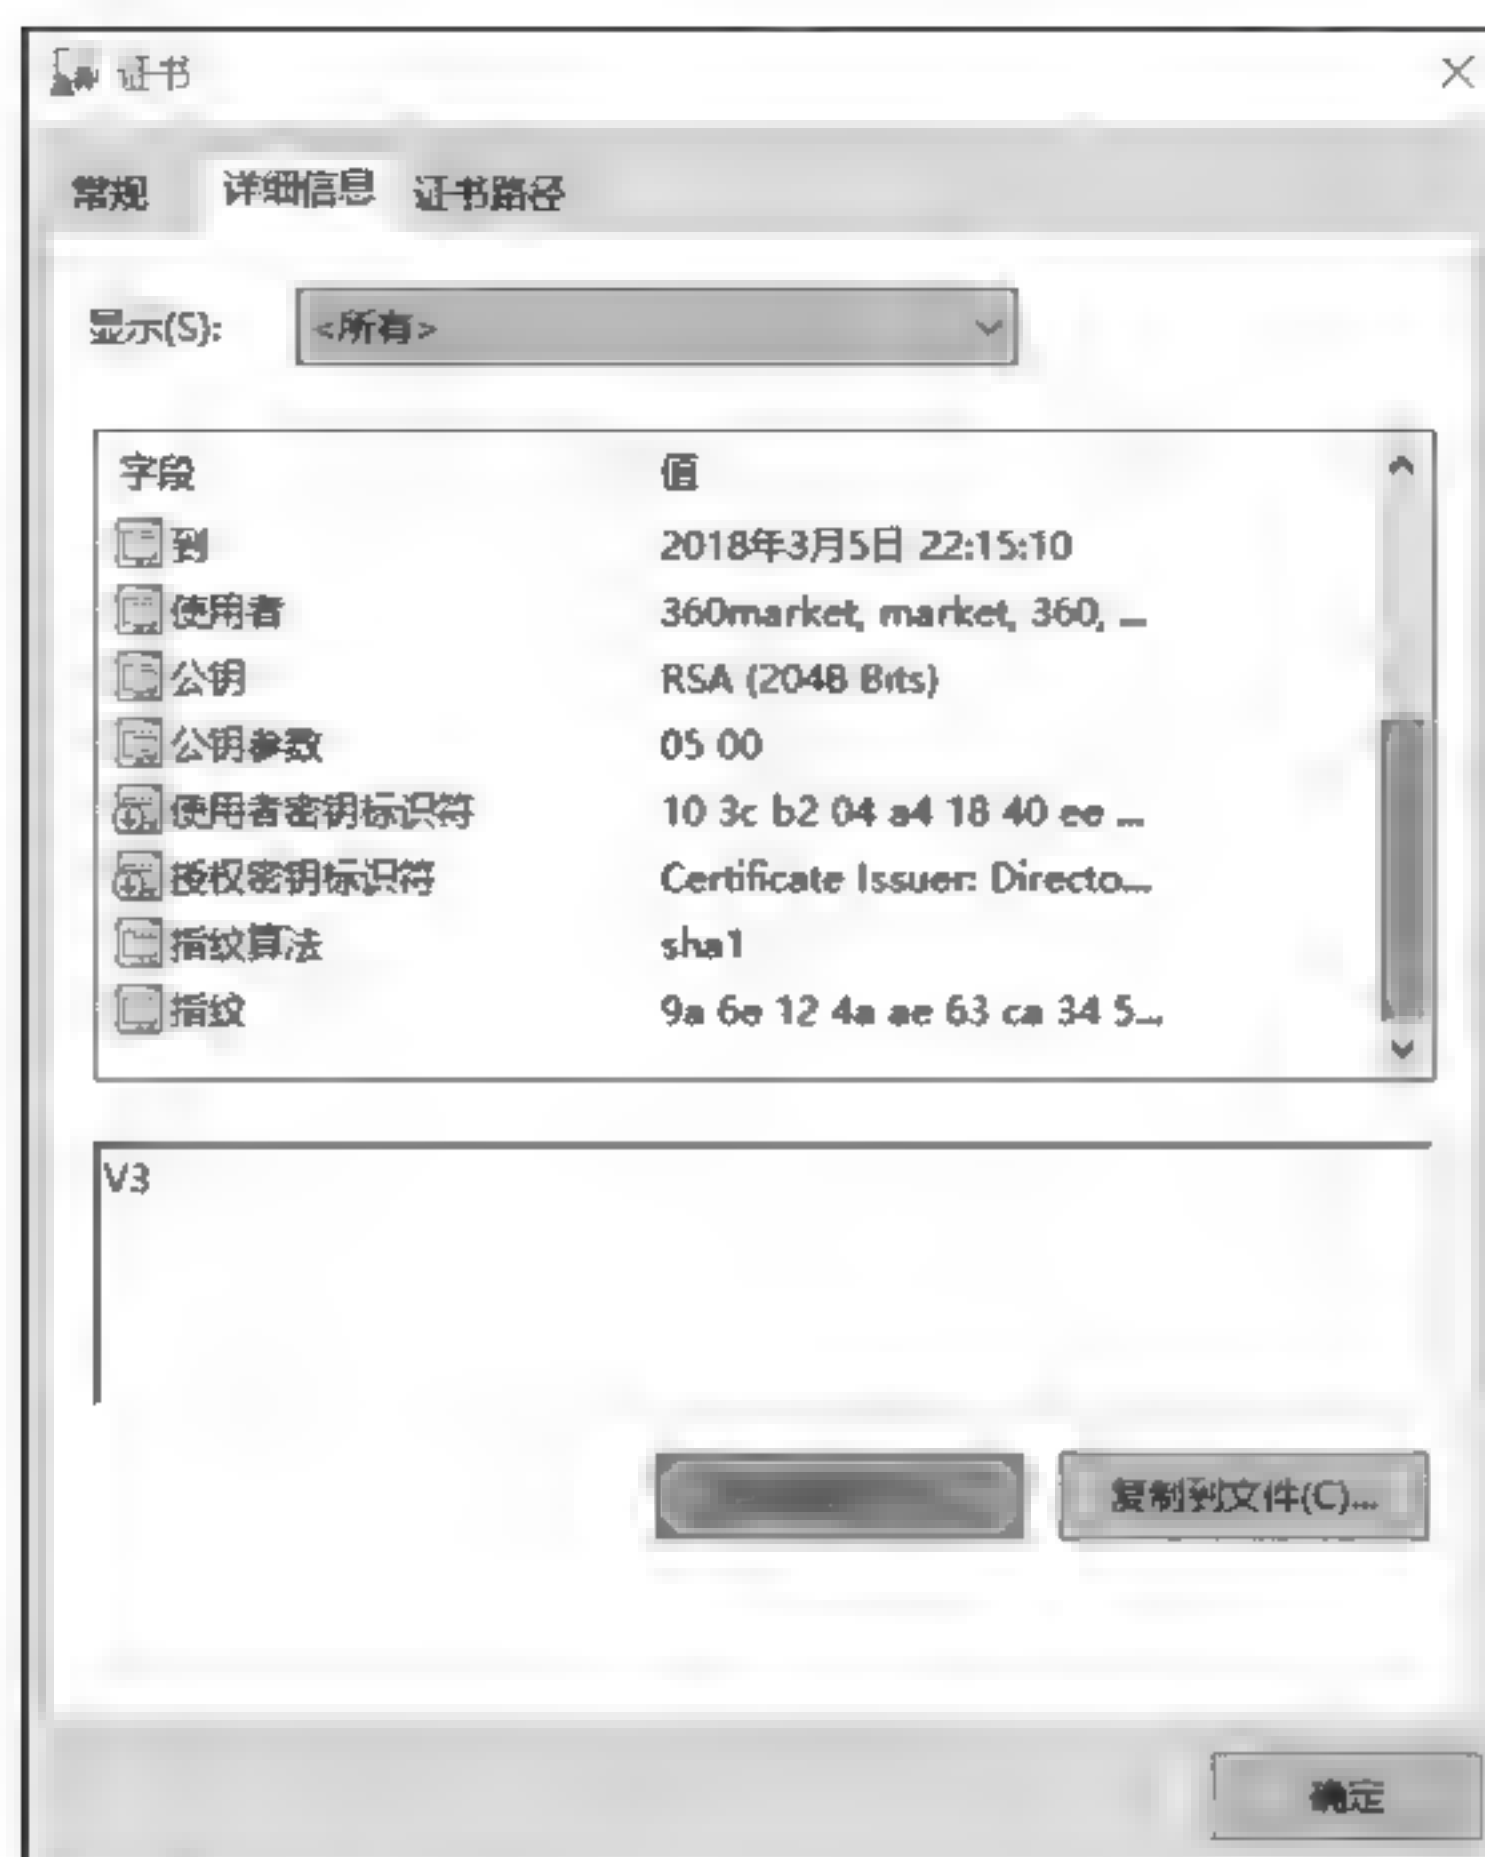 证书
常规 详细信息 证书路径
显示(S): <所有>
字段 值
到 2018年3月5日 22:15:10
使用者 360market, market, 360, ...
公钥 RSA (2048 Bits)
公钥参数 05 00
使用者密钥标识符 10 3c b2 04 a4 18 40 ee ...
授权密钥标识符 Certificate Issuer: Directo...
指纹算法 sha1
指纹 9a 6e 12 4a ae 63 ca 34 5...
V3
复制到文件(C)...
确定